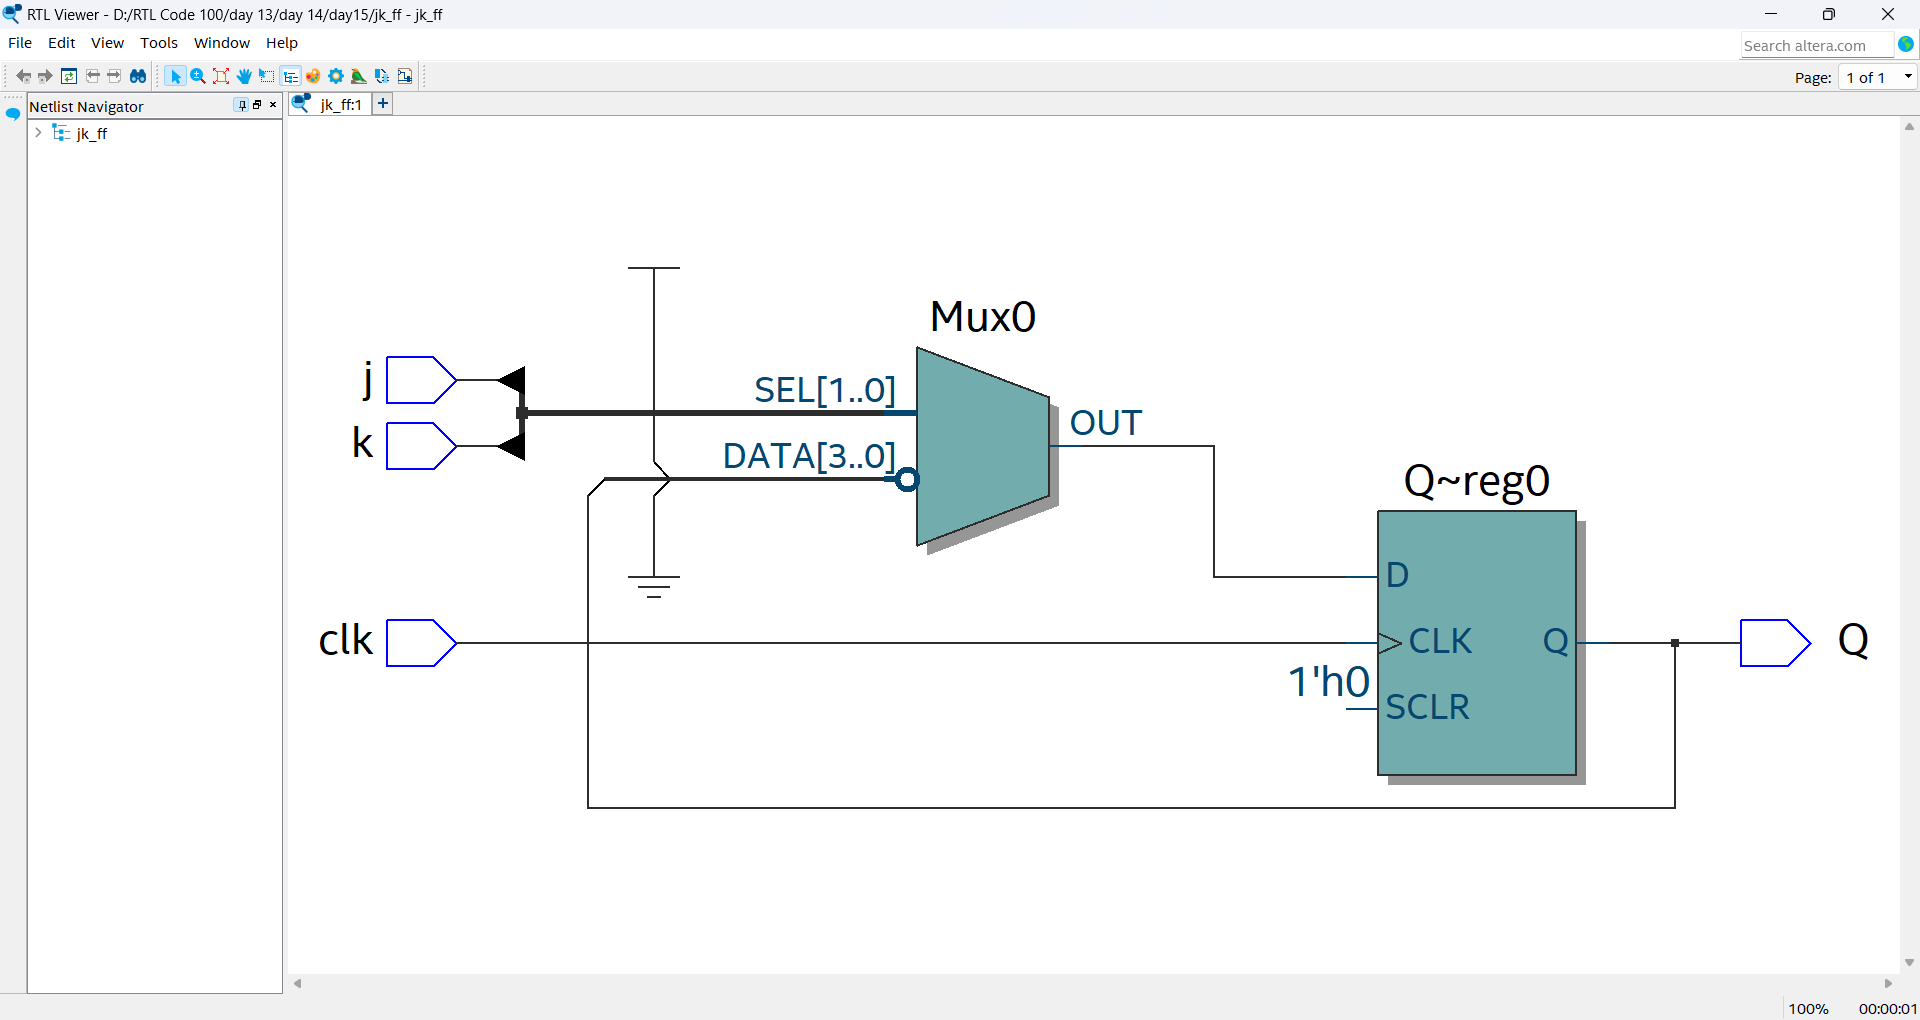 RTL Viewer - D:/RTL Code 100/day 13/day 14/day15/jk_ff - jk_ff
File Edit View Tools Window Help
Search altera.com
Page: 1 of 1
Netlist Navigator
jk_ff:1
jk_ff
Mux0
j
SEL[1..0]
OUT
k
DATA[3..0]
Q~reg0
D
clk
CLK
Q
Q
1'h0
SCLR
100% 00:00:01